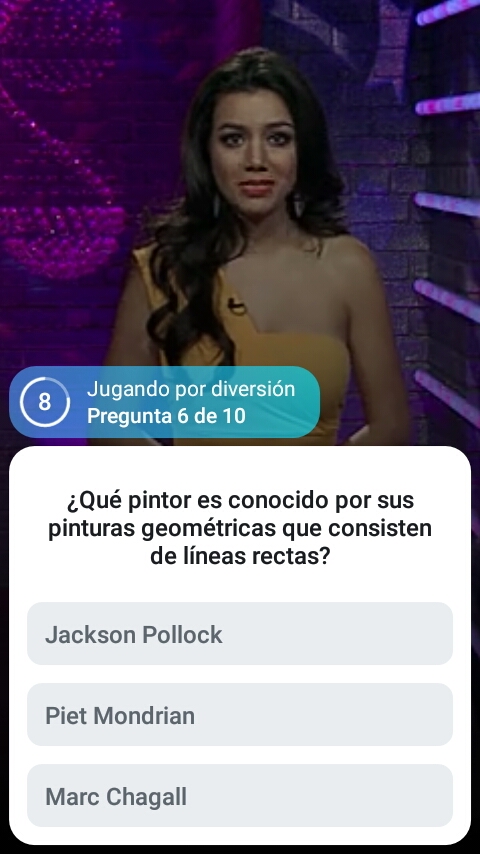 8
Jugando por diversión
Pregunta 6 de 10
¿Qué pintor es conocido por sus
pinturas geométricas que consisten
de líneas rectas?
Jackson Pollock
Piet Mondrian
Marc Chagall